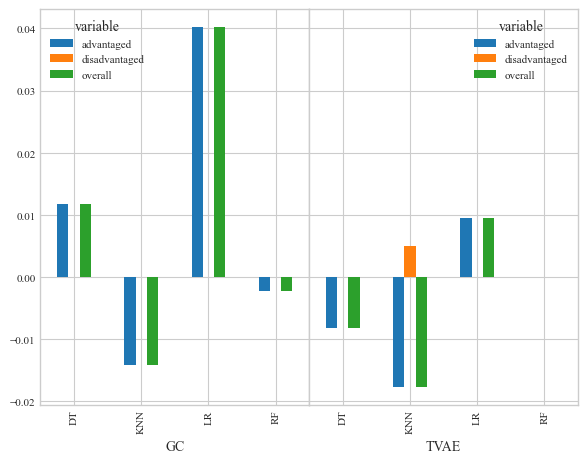 variable
advantaged
disadvantaged
overall
variable
advantaged
disadvantaged
overall
0.04
0.03
0.02
0.01
0.00
−0.01
−0.02
DT
KNN
LR
RF
DT
KNN
LR
RF
GC
TVAE